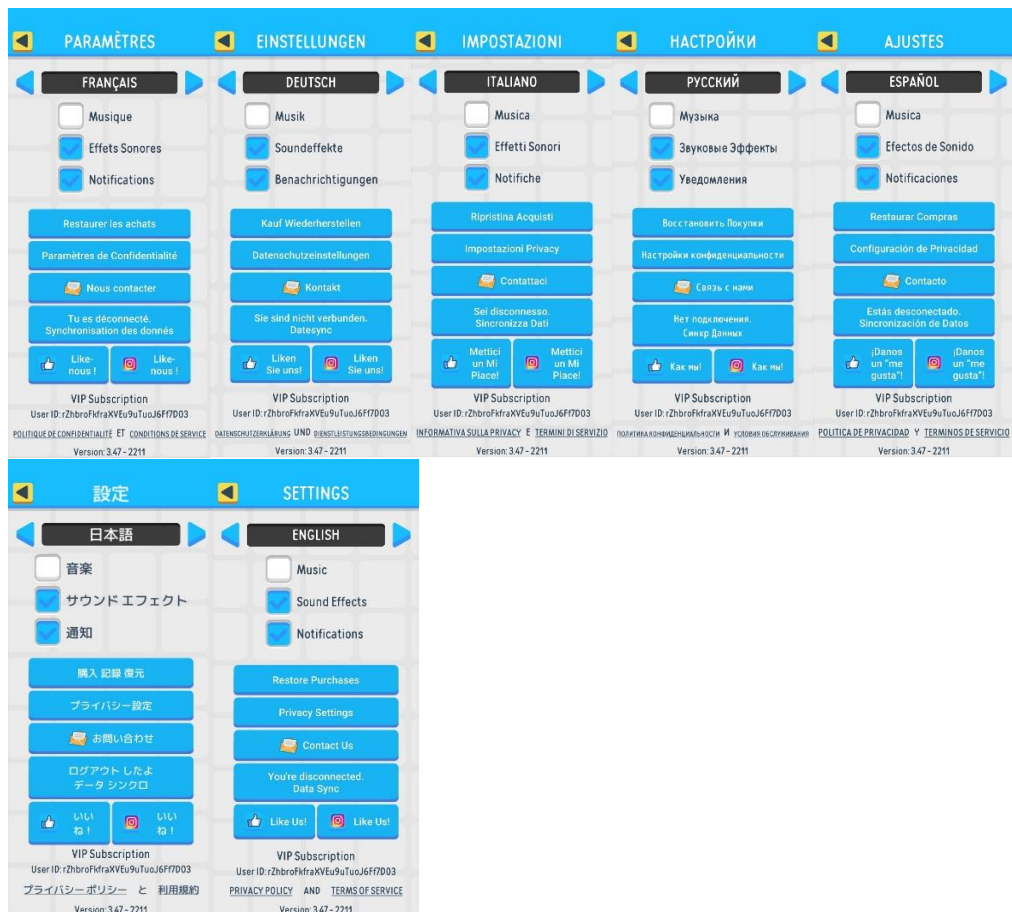 PARAMÈTRES
FRANÇAIS
Musique
Effets Sonores
Notifications
Restaurer les achats
Paramètres de Confidentialité
Nous contacter
Tu es déconnecté.
Synchronisation des donnés
Like-
nous !
Like-
nous !
VIP Subscription
User ID: rZhbroFkfraXVEu9uTuoJ6Ff7D03
POLITIQUE DE CONFIDENTIALITÉ ET CONDITIONS DE SERVICE
Version: 3.47 - 2211
EINSTELLUNGEN
DEUTSCH
Musik
Soundeffekte
Benachrichtigungen
Kauf Wiederherstellen
Datenschutzeinstellungen
Kontakt
Sie sind nicht verbunden.
Datesync
Liken
Sie uns!
Liken
Sie uns!
VIP Subscription
User ID: rZhbroFkfraXVEu9uTuoJ6Ff7D03
DATENSCHUTZERKLÄRUNG UND DIENSTLEISTUNGSBEDINGUNGEN
Version: 3.47 - 2211
IMPOSTAZIONI
ITALIANO
Musica
Effetti Sonori
Notifiche
Ripristina Acquisti
Impostazioni Privacy
Contattaci
Sei disconnesso.
Sincronizza Dati
Mettici
un Mi
Piace!
Mettici
un Mi
Piace!
VIP Subscription
User ID: rZhbroFkfraXVEu9uTuoJ6Ff7D03
INFORMATIVA SULLA PRIVACY E TERMINI DI SERVIZIO
Version: 3.47 - 2211
НАСТРОЙКИ
РУССКИЙ
Музыка
Звуковые Эффекты
Уведомления
Восстановить Покупки
Настройки конфиденциальности
Связь с нами
Нет подключения.
Синхр Данных
Как мы!
Как мы!
VIP Subscription
User ID: rZhbroFkfraXVEu9uTuoJ6Ff7D03
ПОЛИТИКА КОНФИДЕНЦИАЛЬНОСТИ И УСЛОВИЯ ОБСЛУЖИВАНИЯ
Version: 3.47 - 2211
AJUSTES
ESPAÑOL
Musica
Efectos de Sonido
Notificaciones
Restaurar Compras
Configuración de Privacidad
Contacto
Estás desconectado.
Sincronización de Datos
¡Danos
un "me
gusta"!
¡Danos
un "me
gusta"!
VIP Subscription
User ID: rZhbroFkfraXVEu9uTuoJ6Ff7D03
POLITICA DE PRIVACIDAD Y TERMINOS DE SERVICIO
Version: 3.47 - 2211
設定
日本語
音楽
サウンド エフェクト
通知
購入 記録 復元
プライバシー設定
お問い合わせ
ログアウト したよ
データ シンクロ
いい
ね！
いい
ね！
VIP Subscription
User ID: rZhbroFkfraXVEu9uTuoJ6Ff7D03
プライバシー ポリシー と 利用規約
Version: 3.47 - 2211
SETTINGS
ENGLISH
Music
Sound Effects
Notifications
Restore Purchases
Privacy Settings
Contact Us
You're disconnected.
Data Sync
Like Us!
Like Us!
VIP Subscription
User ID: rZhbroFkfraXVEu9uTuoJ6Ff7D03
PRIVACY POLICY AND TERMS OF SERVICE
Version: 3.47 - 2211